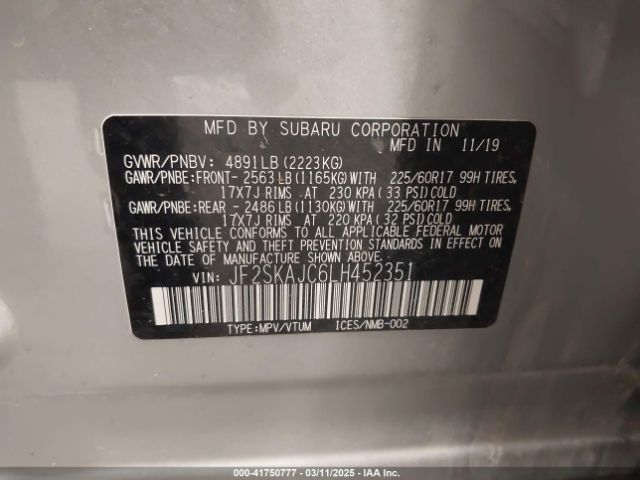 MFD BY SUBARU CORPORATION
MFD IN 11/19
GVWR/PNBV: 4891LB (2223KG)
GAWR/PNBE:FRONT- 2563 LB(1165KG)WITH 225/60R17 99H TIRES,
17X7J RIMS .AT 230 KPA(33 PSI)COLD
GAWR/PNBE:REAR - 2486 LB(1130KG)WITH 225/60R17 99H TIRES,
17X7J RIMS .AT 220 KPA(32 PSI)COLD
THIS VEHICLE CONFORMS TO ALL APPLICABLE FEDERAL MOTOR
VEHICLE SAFETY AND THEFT PREVENTION STANDARDS IN EFFECT ON
THE DATE OF MANUFACTURE SHOWN ABOVE.
VIN: JF2SKAJC6LH452351
TYPE:MPV/VTUM ICES/NMB-002
000-41750777 - 03/11/2025 - IAA Inc.